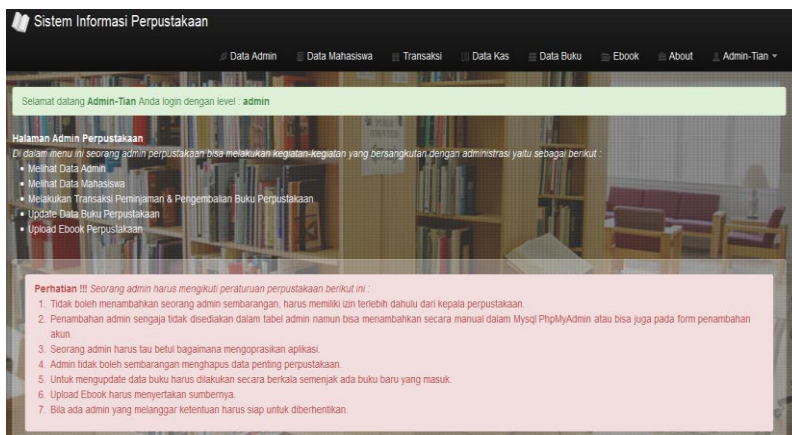 Sistem Informasi Perpustakaan
Data Admin Data Mahasiswa Transaksi Data Kas Data Buku Ebook About Admin-Tian
Selamat datang Admin-Tian Anda login dengan level : admin
Halaman Admin Perpustakaan
Di dalam menu ini seorang admin perpustakaan bisa melakukan kegiatan-kegiatan yang bersangkutan dengan administrasi yaitu sebagai berikut :
• Melihat Data Admin
• Melihat Data Mahasiswa
• Melakukan Transaksi Peminjaman & Pengembalian Buku Perpustakaan
• Update Data Buku Perpustakaan
• Upload Ebook Perpustakaan
Perhatian !!! Seorang admin harus mengikuti peraturuan perpustakaan berikut ini :
1. Tidak boleh menambahkan seorang admin sembarangan, harus memiliki izin terlebih dahulu dari kepala perpustakaan.
2. Penambahan admin sengaja tidak disediakan dalam tabel admin namun bisa menambahkan secara manual dalam Mysql PhpMyAdmin atau bisa juga pada form penambahan
akun.
3. Seorang admin harus tau betul bagaimana mengoprasikan aplikasi.
4. Admin tidak boleh sembarangan menghapus data penting perpustakaan.
5. Untuk mengupdate data buku harus dilakukan secara berkala semenjak ada buku baru yang masuk.
6. Upload Ebook harus menyertakan sumbernya.
7. Bila ada admin yang melanggar ketentuan harus siap untuk diberhentikan.